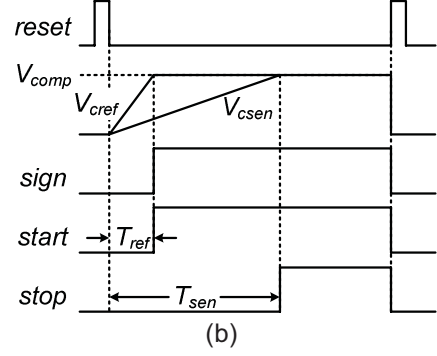 reset
Vcomp
Vcref
Vcsen
sign
start
Tref
stop
Tsen
(b)